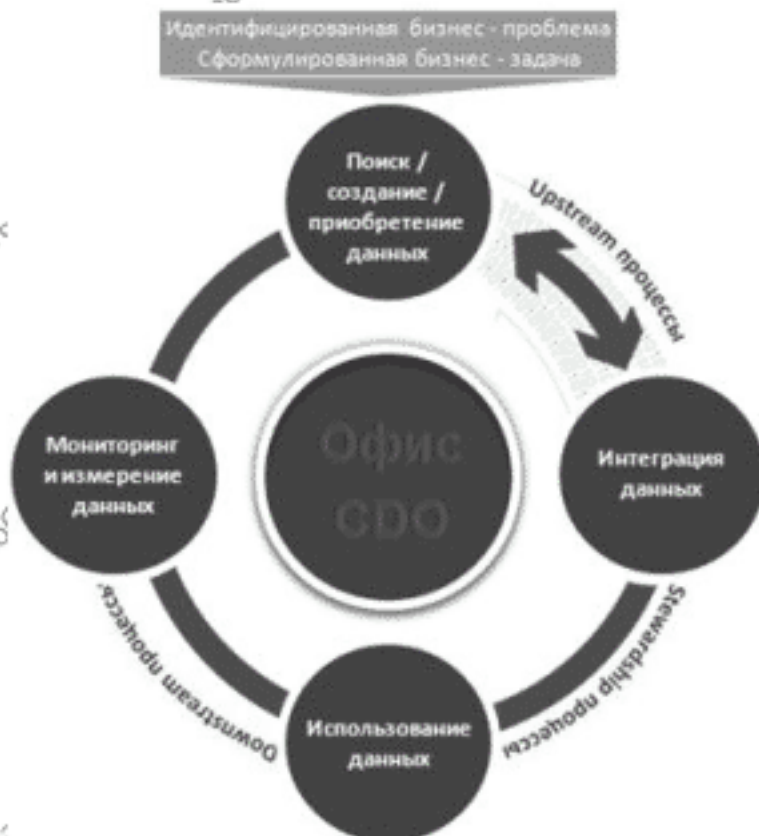 Идентифицированная бизнес - проблема
Сформулированная бизнес - задача
Поиск /
создание /
приобретение
данных
Upstream процессы
Мониторинг
и измерение
данных
Офис
CDO
Интеграция
данных
Downstream процессы
Stewardship процессы
Использование
данных